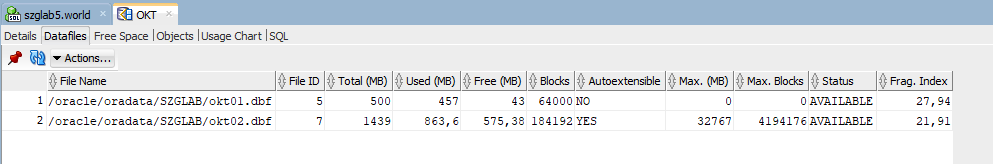 szglab5.world OKT
Details Datafiles Free Space Objects Usage Chart SQL
Actions...
File Name File ID Total (MB) Used (MB) Free (MB) Blocks Autoextensible Max. (MB) Max. Blocks Status Frag. Index
1 /oracle/oradata/SZGLAB/okt01.dbf 5 500 457 43 64000 NO 0 0 AVAILABLE 27,94
2 /oracle/oradata/SZGLAB/okt02.dbf 7 1439 863,6 575,38 184192 YES 32767 4194176 AVAILABLE 21,91